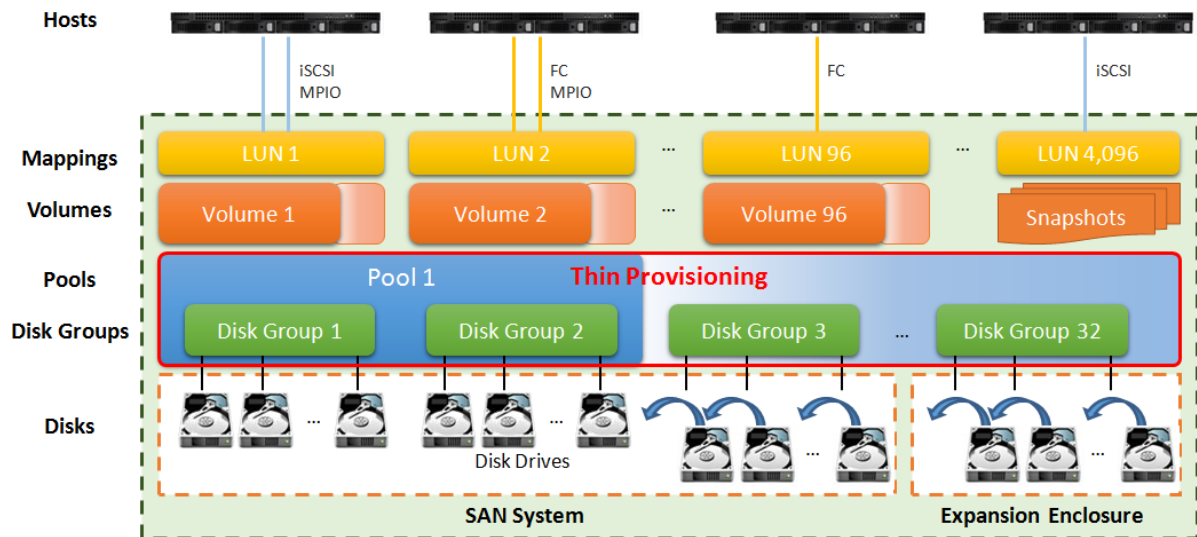 Hosts
iSCSI
MPIO
FC
MPIO
FC
iSCSI
Mappings
LUN 1
LUN 2
...
LUN 96
...
LUN 4,096
Volumes
Volume 1
Volume 2
...
Volume 96
Snapshots
Pools
Pool 1
Thin Provisioning
Disk Groups
Disk Group 1
Disk Group 2
Disk Group 3
...
Disk Group 32
Disks
...
...
...
...
Disk Drives
SAN System
Expansion Enclosure